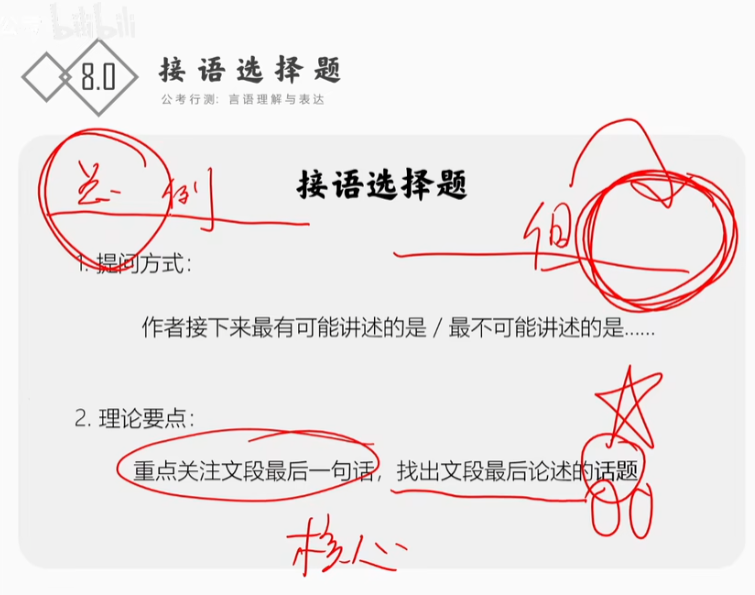 bilibili
8.0
接语选择题
公考行测：言语理解与表达
总 例
接语选择题
但
1. 提问方式：
作者接下来最有可能讲述的是 / 最不可能讲述的是......
2. 理论要点：
重点关注文段最后一句话，找出文段最后论述的话题
核心